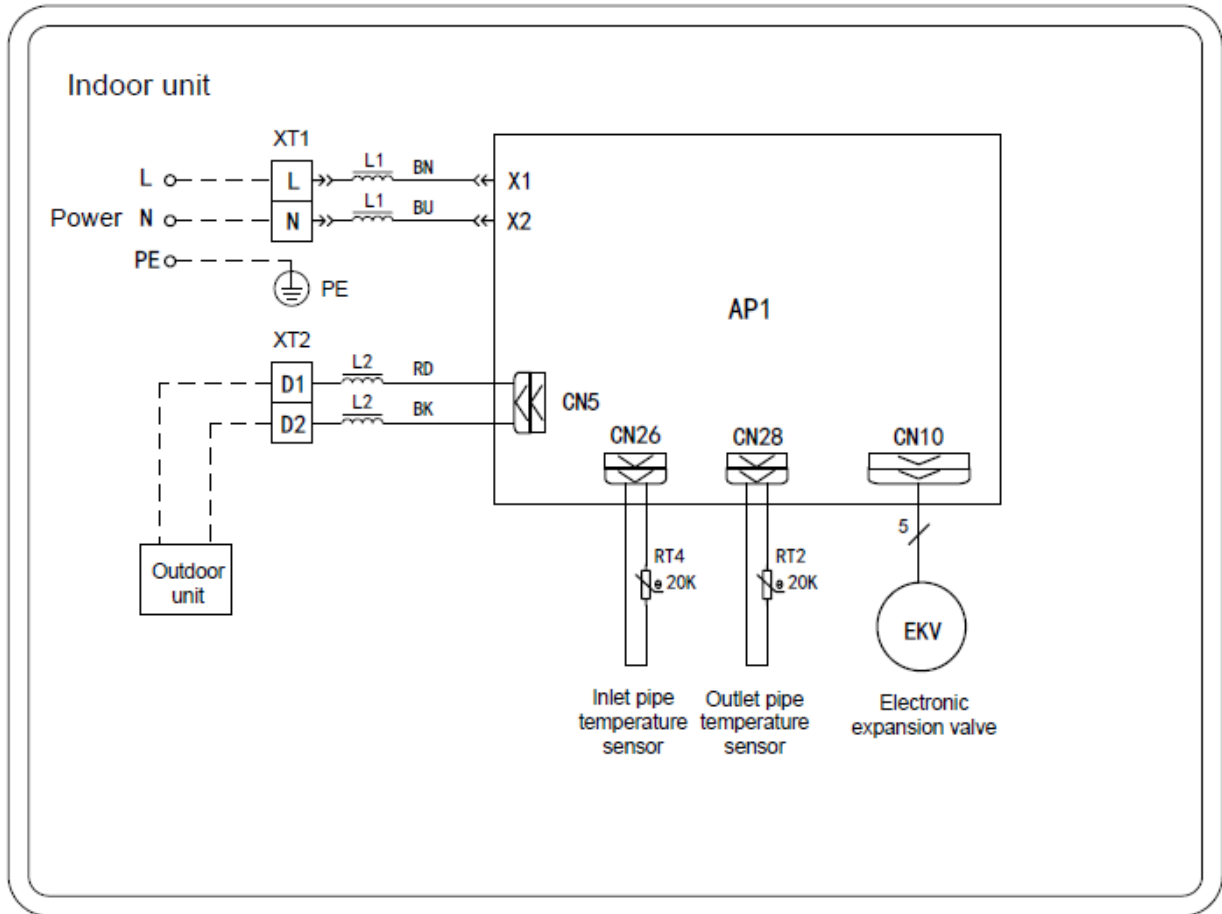 Indoor unit
XT1
L1 BN
L L X1
L1 BU
Power N N X2
PE
PE
AP1
XT2
L2 RD
D1
CN5
L2 BK
D2
CN26 CN28 CN10
5
RT4 RT2
θ 20K θ 20K
Outdoor
unit
EKV
Inlet pipe
temperature
sensor
Outlet pipe
temperature
sensor
Electronic
expansion valve